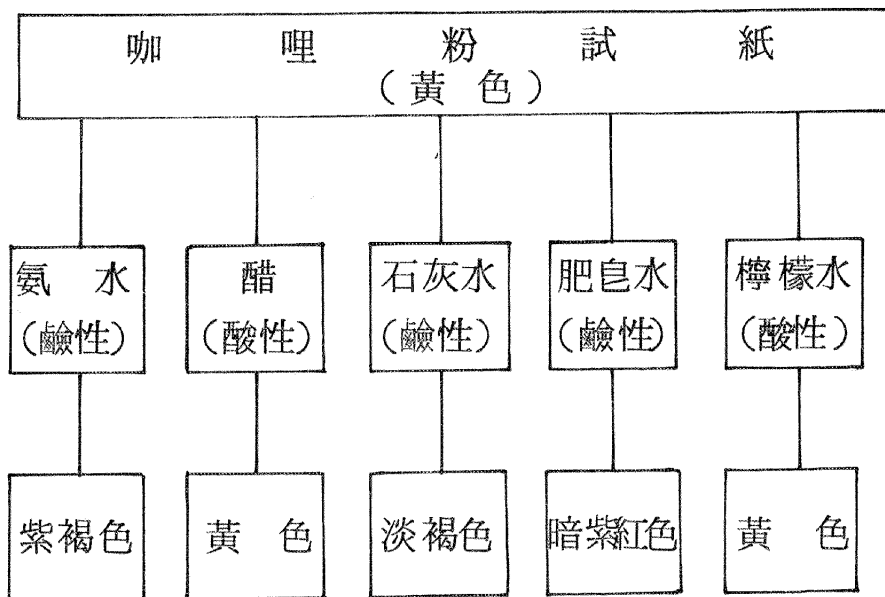 咖哩粉試紙
（黃色）
氨水
（鹼性）
醋
（酸性）
石灰水
（鹼性）
肥皂水
（鹼性）
檸檬水
（酸性）
紫褐色
黃色
淡褐色
暗紫紅色
黃色